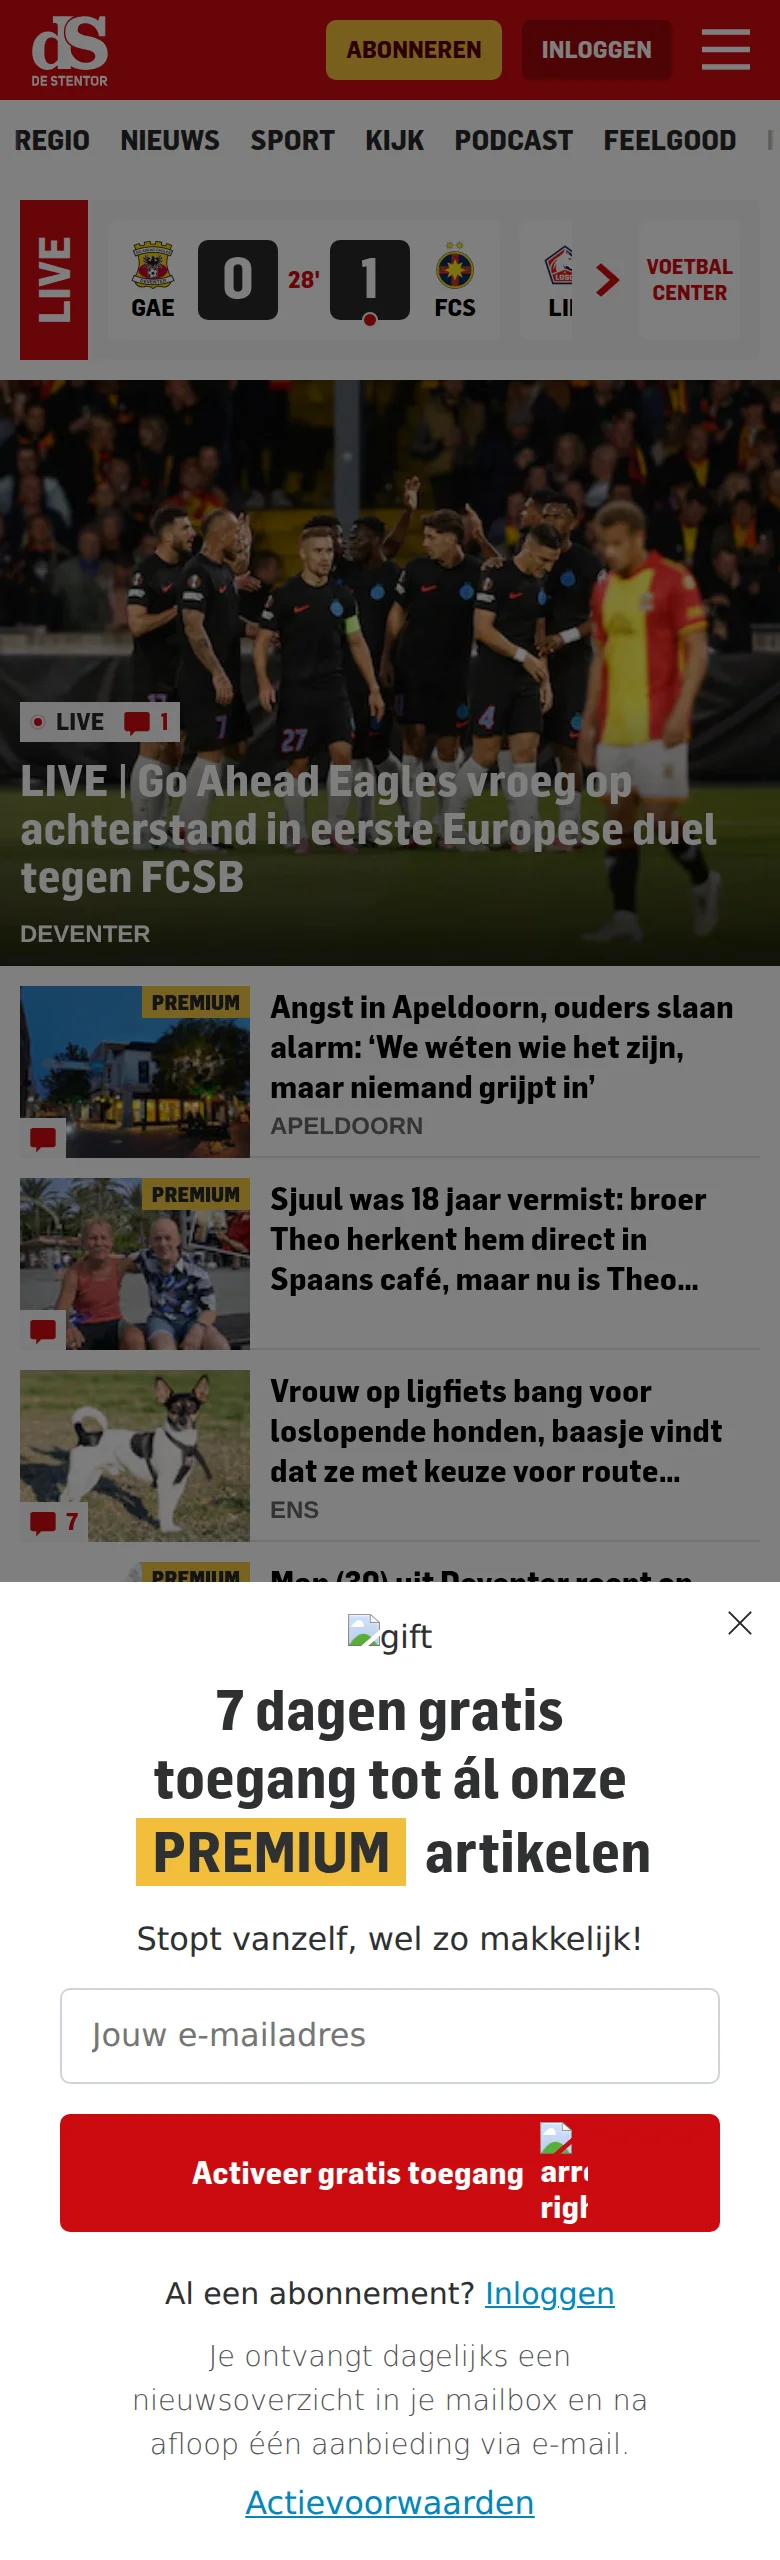 dS
DE STENTOR
ABONNEREN
INLOGGEN
REGIO NIEUWS SPORT KIJK PODCAST FEELGOOD
LIVE
GAE
0
28'
1
FCS
LOSC
VOETBAL
CENTER
LIVE 1
LIVE | Go Ahead Eagles vroeg op
achterstand in eerste Europese duel
tegen FCSB
DEVENTER
PREMIUM
Angst in Apeldoorn, ouders slaan
alarm: ‘We wéten wie het zijn,
maar niemand grijpt in’
APELDOORN
PREMIUM
Sjuul was 18 jaar vermist: broer
Theo herkent hem direct in
Spaans café, maar nu is Theo...
Vrouw op ligfiets bang voor
loslopende honden, baasje vindt
dat ze met keuze voor route...
ENS
7
PREMIUM
gift
7 dagen gratis
toegang tot ál onze
PREMIUM artikelen
Stopt vanzelf, wel zo makkelijk!
Jouw e-mailadres
Activeer gratis toegang
Al een abonnement? Inloggen
Je ontvangt dagelijks een
nieuwsoverzicht in je mailbox en na
afloop één aanbieding via e-mail.
Actievoorwaarden